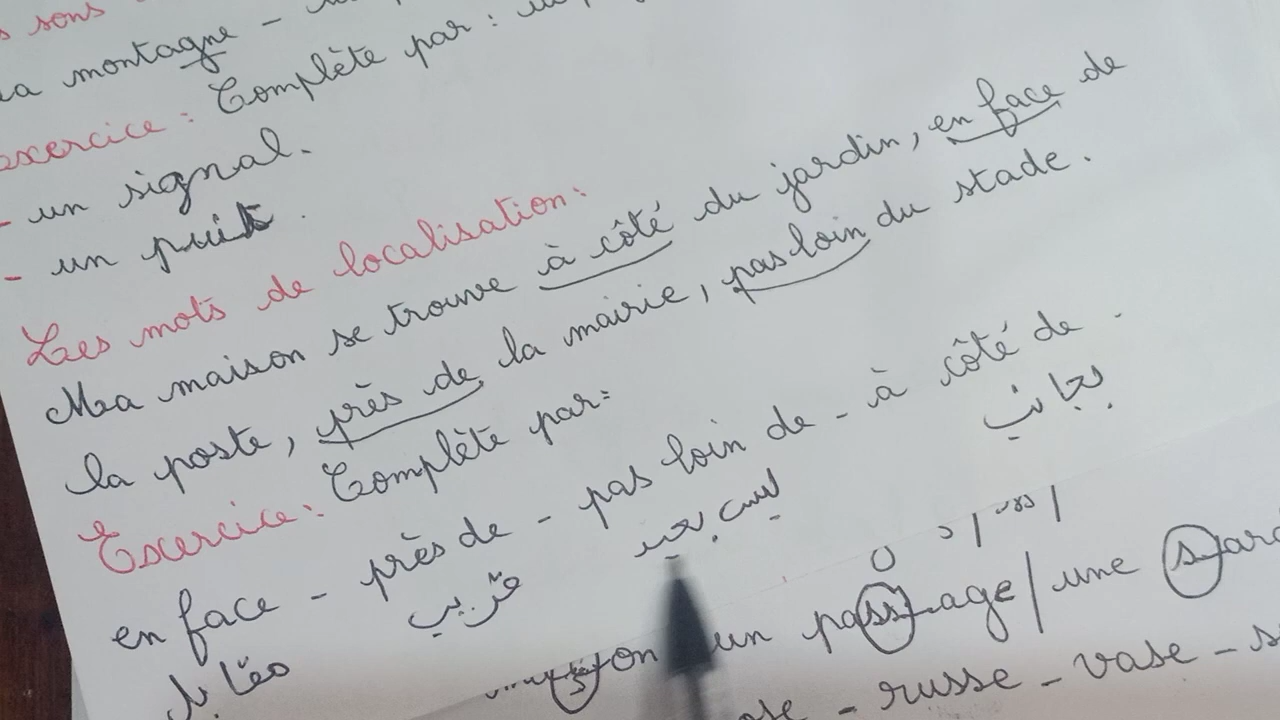 sons
la montagne -
exercice : Complète par :
- un signal.
- un puit.
Les mots de localisation :
Ma maison se trouve à côté du jardin, en face de
la poste, près de la mairie, pas loin du stade.
Exercice : Complète par :
en face - près de - pas loin de - à côté de.
مقابل قريب ليس بعيد بجانب
un passage / une
- russe - vase -